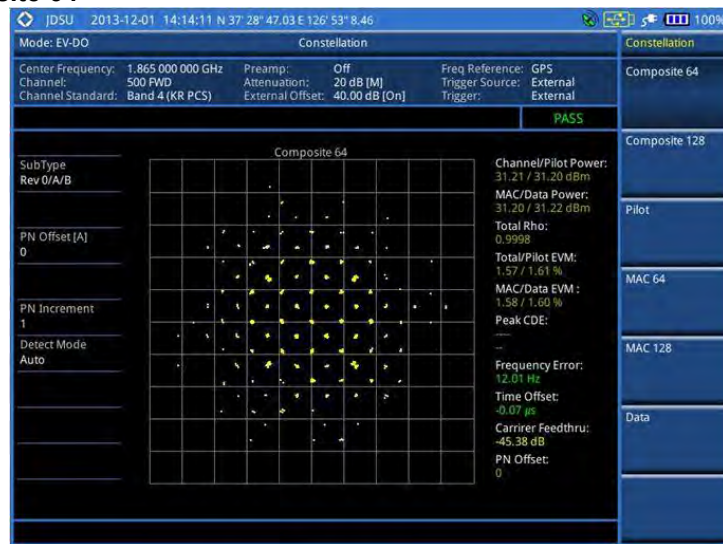 JDSU 2013-12-01 14:14:11 N 37' 28" 47.03 E 126' 53" 8.46 100%
Mode: EV-DO Constellation Constellation
Center Frequency: 1.865 000 000 GHz Preamp: Off Freq Reference: GPS
Channel: 500 FWD Attenuation: 20 dB [M] Trigger Source: External
Channel Standard: Band 4 (KR PCS) External Offset: 40.00 dB [On] Trigger: External
PASS
Composite 64
SubType
Rev 0/A/B
PN Offset [A]
0
PN Increment
1
Detect Mode
Auto
Channel/Pilot Power:
31.21 / 31.20 dBm
MAC/Data Power:
31.20 / 31.22 dBm
Total Rho:
0.9998
Total/Pilot EVM:
1.57 / 1.61 %
MAC/Data EVM :
1.58 / 1.60 %
Peak CDE:
----
--
Frequency Error:
12.01 Hz
Time Offset:
-0.07 µs
Carrirer Feedthru:
-45.38 dB
PN Offset:
0
Composite 64
Composite 128
Pilot
MAC 64
MAC 128
Data